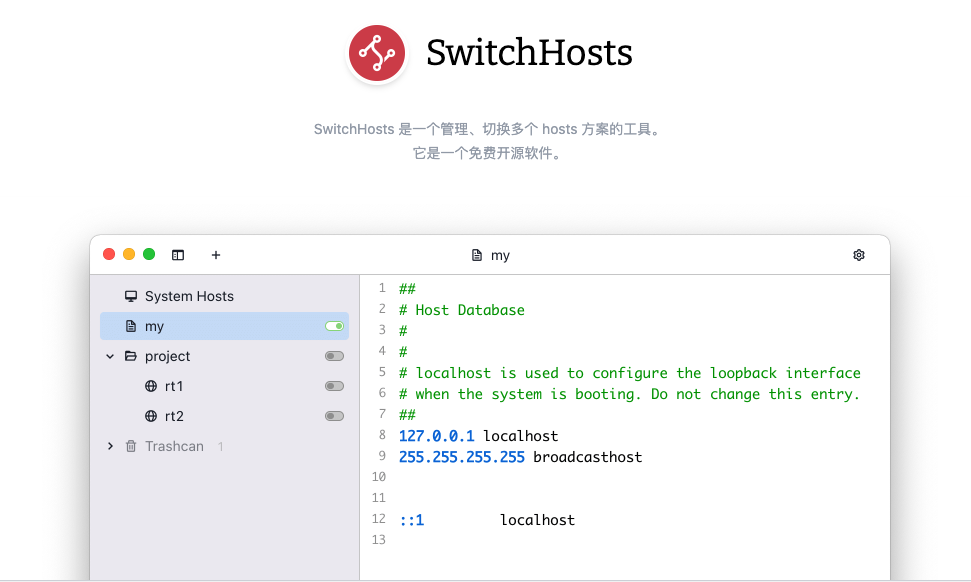 SwitchHosts
SwitchHosts 是一个管理、切换多个 hosts 方案的工具。
它是一个免费开源软件。
my
System Hosts
my
project
rt1
rt2
Trashcan 1
1 ##
2 # Host Database
3 #
4 #
5 # localhost is used to configure the loopback interface
6 # when the system is booting. Do not change this entry.
7 ##
8 127.0.0.1 localhost
9 255.255.255.255 broadcasthost
10
11
12 ::1 localhost
13